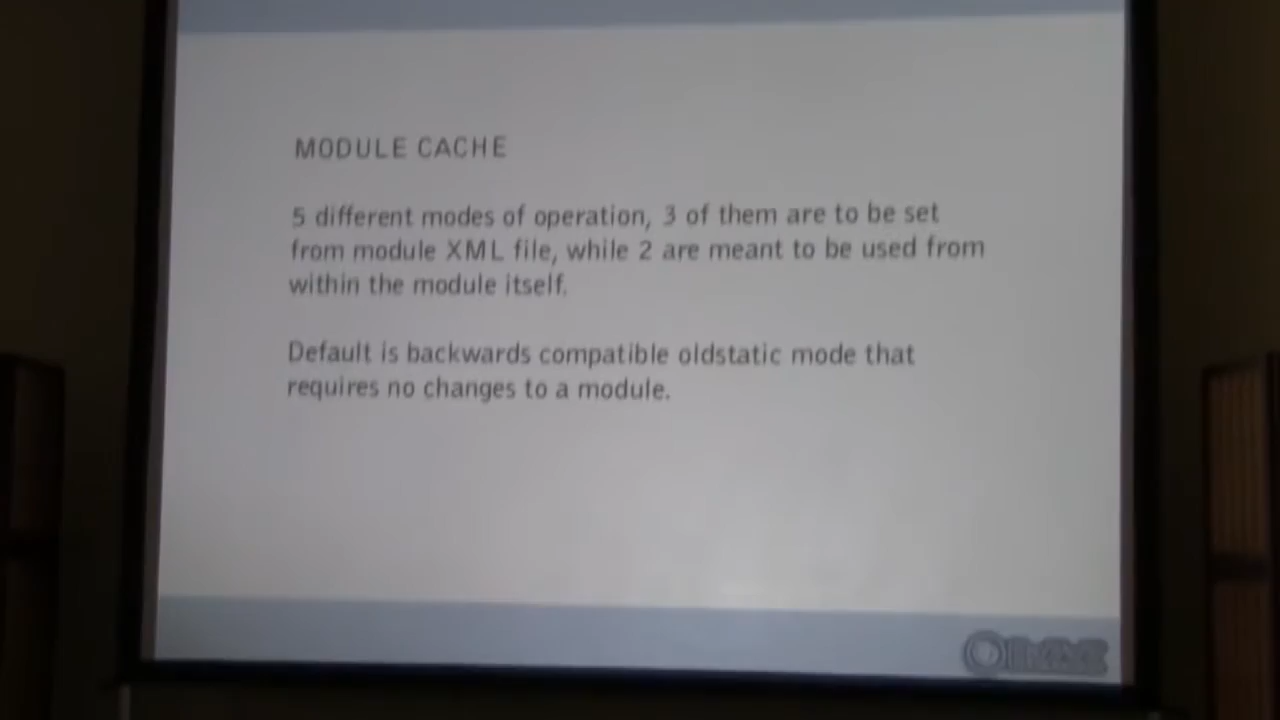 MODULE CACHE
5 different modes of operation, 3 of them are to be set
from module XML file, while 2 are meant to be used from
within the module itself.
Default is backwards compatible oldstatic mode that
requires no changes to a module.